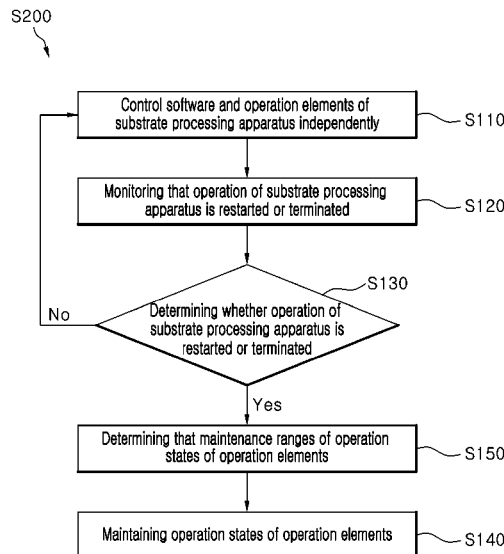 S200
Control software and operation elements of
substrate processing apparatus independently
S110
Monitoring that operation of substrate processing
apparatus is restarted or terminated
S120
S130
Determining whether operation of
substrate processing apparatus is
restarted or terminated
No
Yes
Determining that maintenance ranges of operation
states of operation elements
S150
Maintaining operation states of operation elements
S140